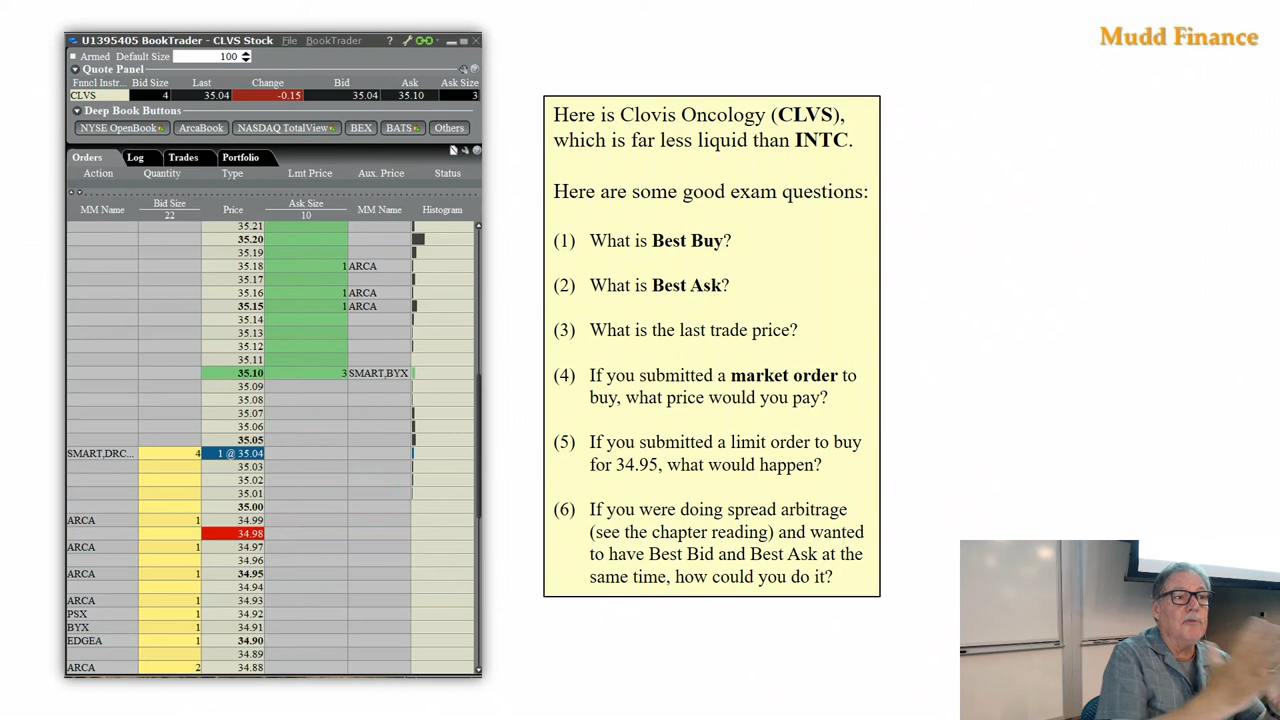 Mudd Finance
U1395405 BookTrader - CLVS Stock File BookTrader ?
Armed Default Size 100
Quote Panel
Fnncl Instr... Bid Size Last Change Bid Ask Ask Size
CLVS 4 35.04 -0.15 35.04 35.10 3
Deep Book Buttons
NYSE OpenBook ArcaBook NASDAQ TotalView BEX BATS Others
Orders Log Trades Portfolio
Action Quantity Type Lmt Price Aux. Price Status
MM Name Bid Size 22 Price Ask Size 10 MM Name Histogram
35.21
35.20
35.19
35.18 1 ARCA
35.17
35.16 1 ARCA
35.15 1 ARCA
35.14
35.13
35.12
35.11
35.10 3 SMART,BYX
35.09
35.08
35.07
35.06
35.05
SMART,DRC... 4 1 @ 35.04
35.03
35.02
35.01
35.00
ARCA 1 34.99
34.98
ARCA 1 34.97
34.96
ARCA 1 34.95
34.94
ARCA 1 34.93
PSX 1 34.92
BYX 1 34.91
EDGEA 1 34.90
34.89
ARCA 2 34.88
Here is Clovis Oncology (CLVS),
which is far less liquid than INTC.
Here are some good exam questions:
(1) What is Best Buy?
(2) What is Best Ask?
(3) What is the last trade price?
(4) If you submitted a market order to
buy, what price would you pay?
(5) If you submitted a limit order to buy
for 34.95, what would happen?
(6) If you were doing spread arbitrage
(see the chapter reading) and wanted
to have Best Bid and Best Ask at the
same time, how could you do it?